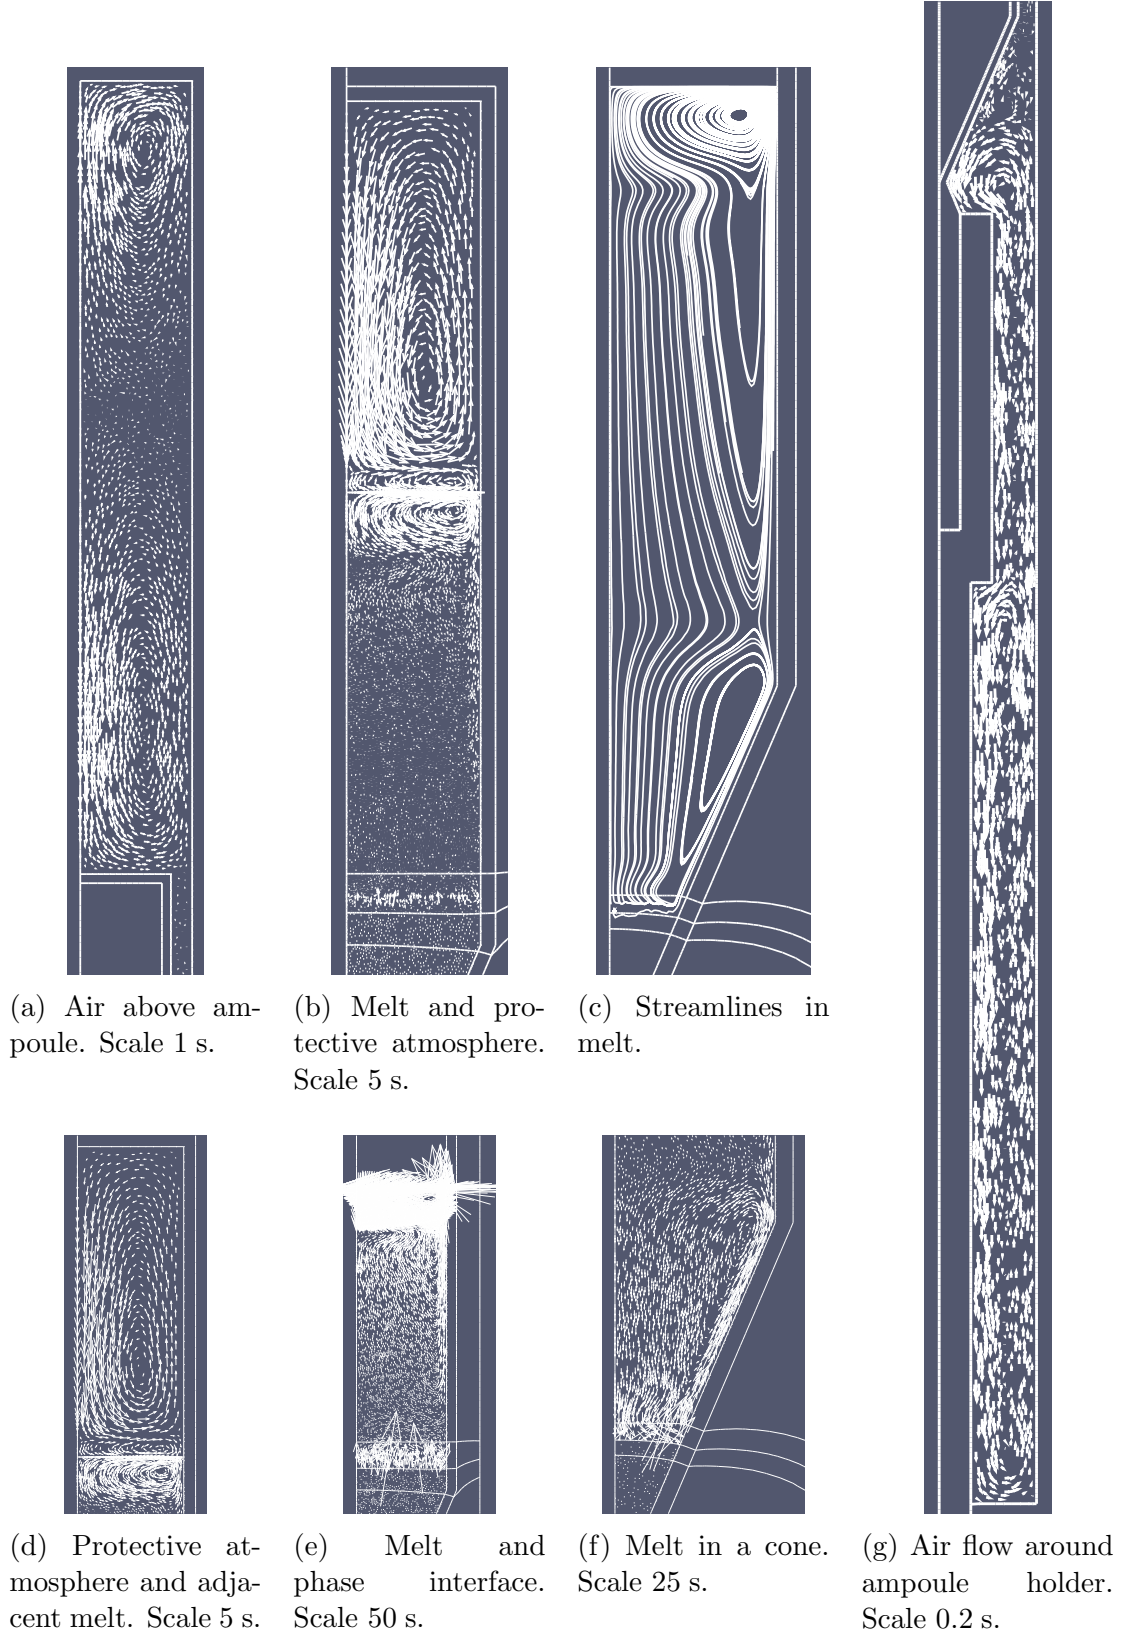 (a) Air above am-
poule. Scale 1 s.
(b) Melt and pro-
tective atmosphere.
Scale 5 s.
(c) Streamlines in
melt.
(d) Protective at-
mosphere and adja-
cent melt. Scale 5 s.
(e) Melt and
phase interface.
Scale 50 s.
(f) Melt in a cone.
Scale 25 s.
(g) Air flow around
ampoule holder.
Scale 0.2 s.